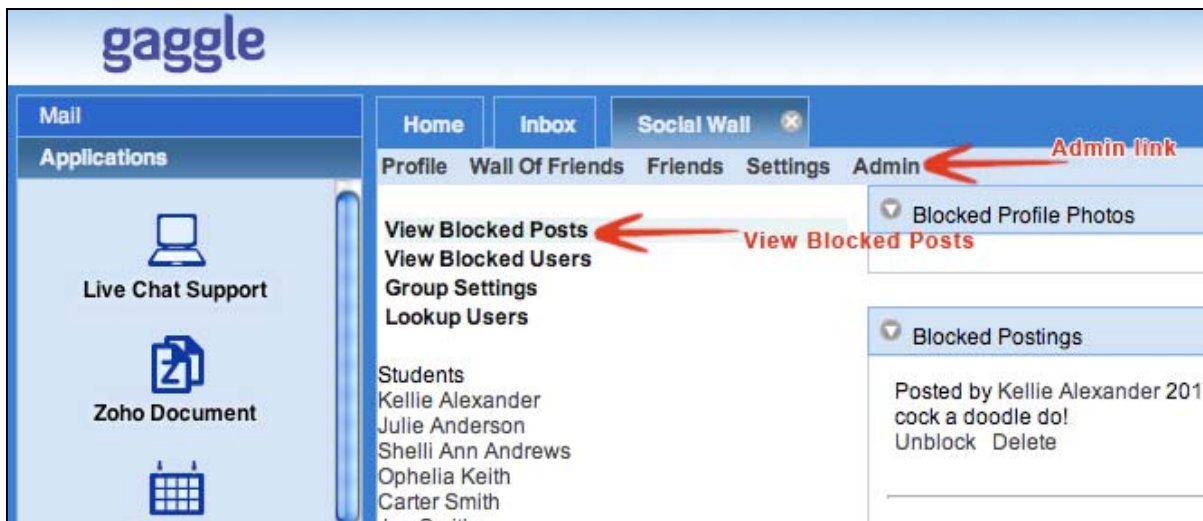 gaggle
Mail
Applications
Live Chat Support
Zoho Document
Home Inbox Social Wall
Profile Wall Of Friends Friends Settings Admin
Admin link
View Blocked Posts
View Blocked Users
Group Settings
Lookup Users
View Blocked Posts
Students
Kellie Alexander
Julie Anderson
Shelli Ann Andrews
Ophelia Keith
Carter Smith
Blocked Profile Photos
Blocked Postings
Posted by Kellie Alexander 201
cock a doodle do!
Unblock Delete